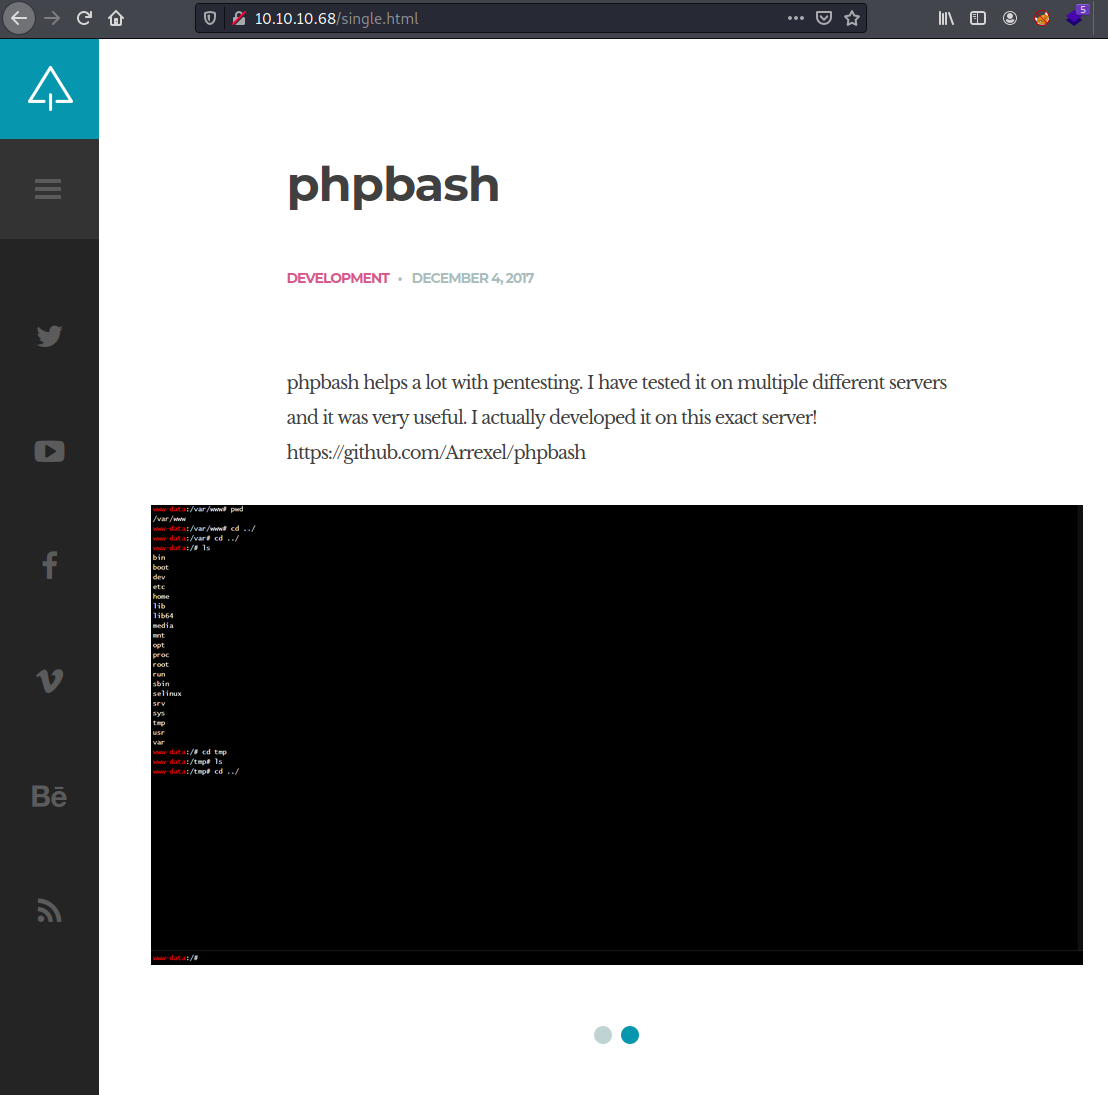 10.10.10.68/single.html
5
phpbash
DEVELOPMENT • DECEMBER 4, 2017
phpbash helps a lot with pentesting. I have tested it on multiple different servers
and it was very useful. I actually developed it on this exact server!
https://github.com/Arrexel/phpbash
www-data:/var/www# pwd
/var/www
www-data:/var/www# cd ../
www-data:/var# cd ../
www-data:/# ls
bin
boot
dev
etc
home
lib
lib64
media
mnt
opt
proc
root
run
sbin
selinux
srv
sys
tmp
usr
var
www-data:/# cd tmp
www-data:/tmp# ls
www-data:/tmp# cd ../
www-data:/#
Bē